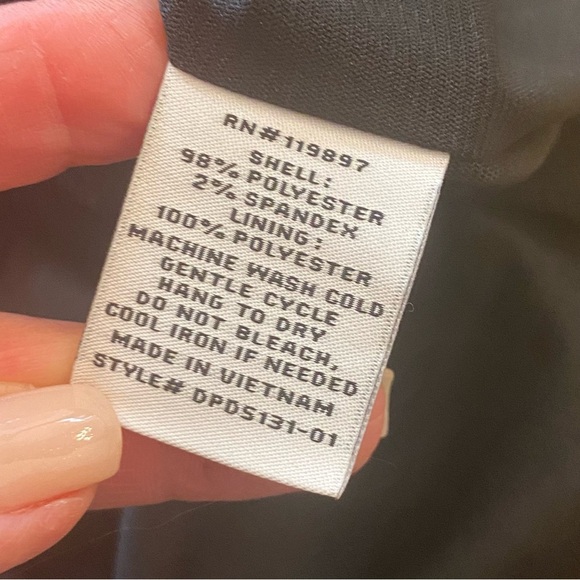 RN#119897
SHELL:
98% POLYESTER
2% SPANDEX
LINING:
100% POLYESTER
MACHINE WASH COLD
GENTLE CYCLE
HANG TO DRY
DO NOT BLEACH,
COOL IRON IF NEEDED
MADE IN VIETNAM
STYLE# DPDS131-01